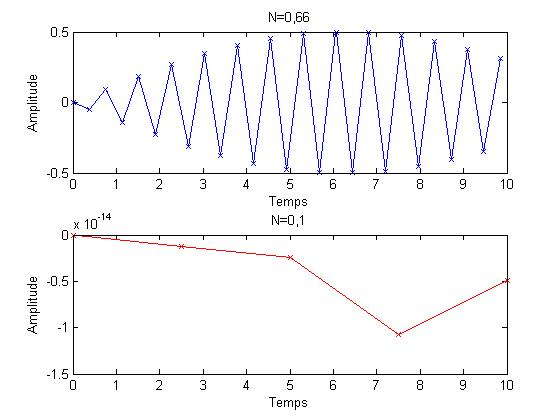 N=0,66
0.5
0
-0.5
Amplitude
0 1 2 3 4 5 6 7 8 9 10
Temps
x 10^-14
N=0,1
0
-0.5
-1
-1.5
Amplitude
0 1 2 3 4 5 6 7 8 9 10
Temps